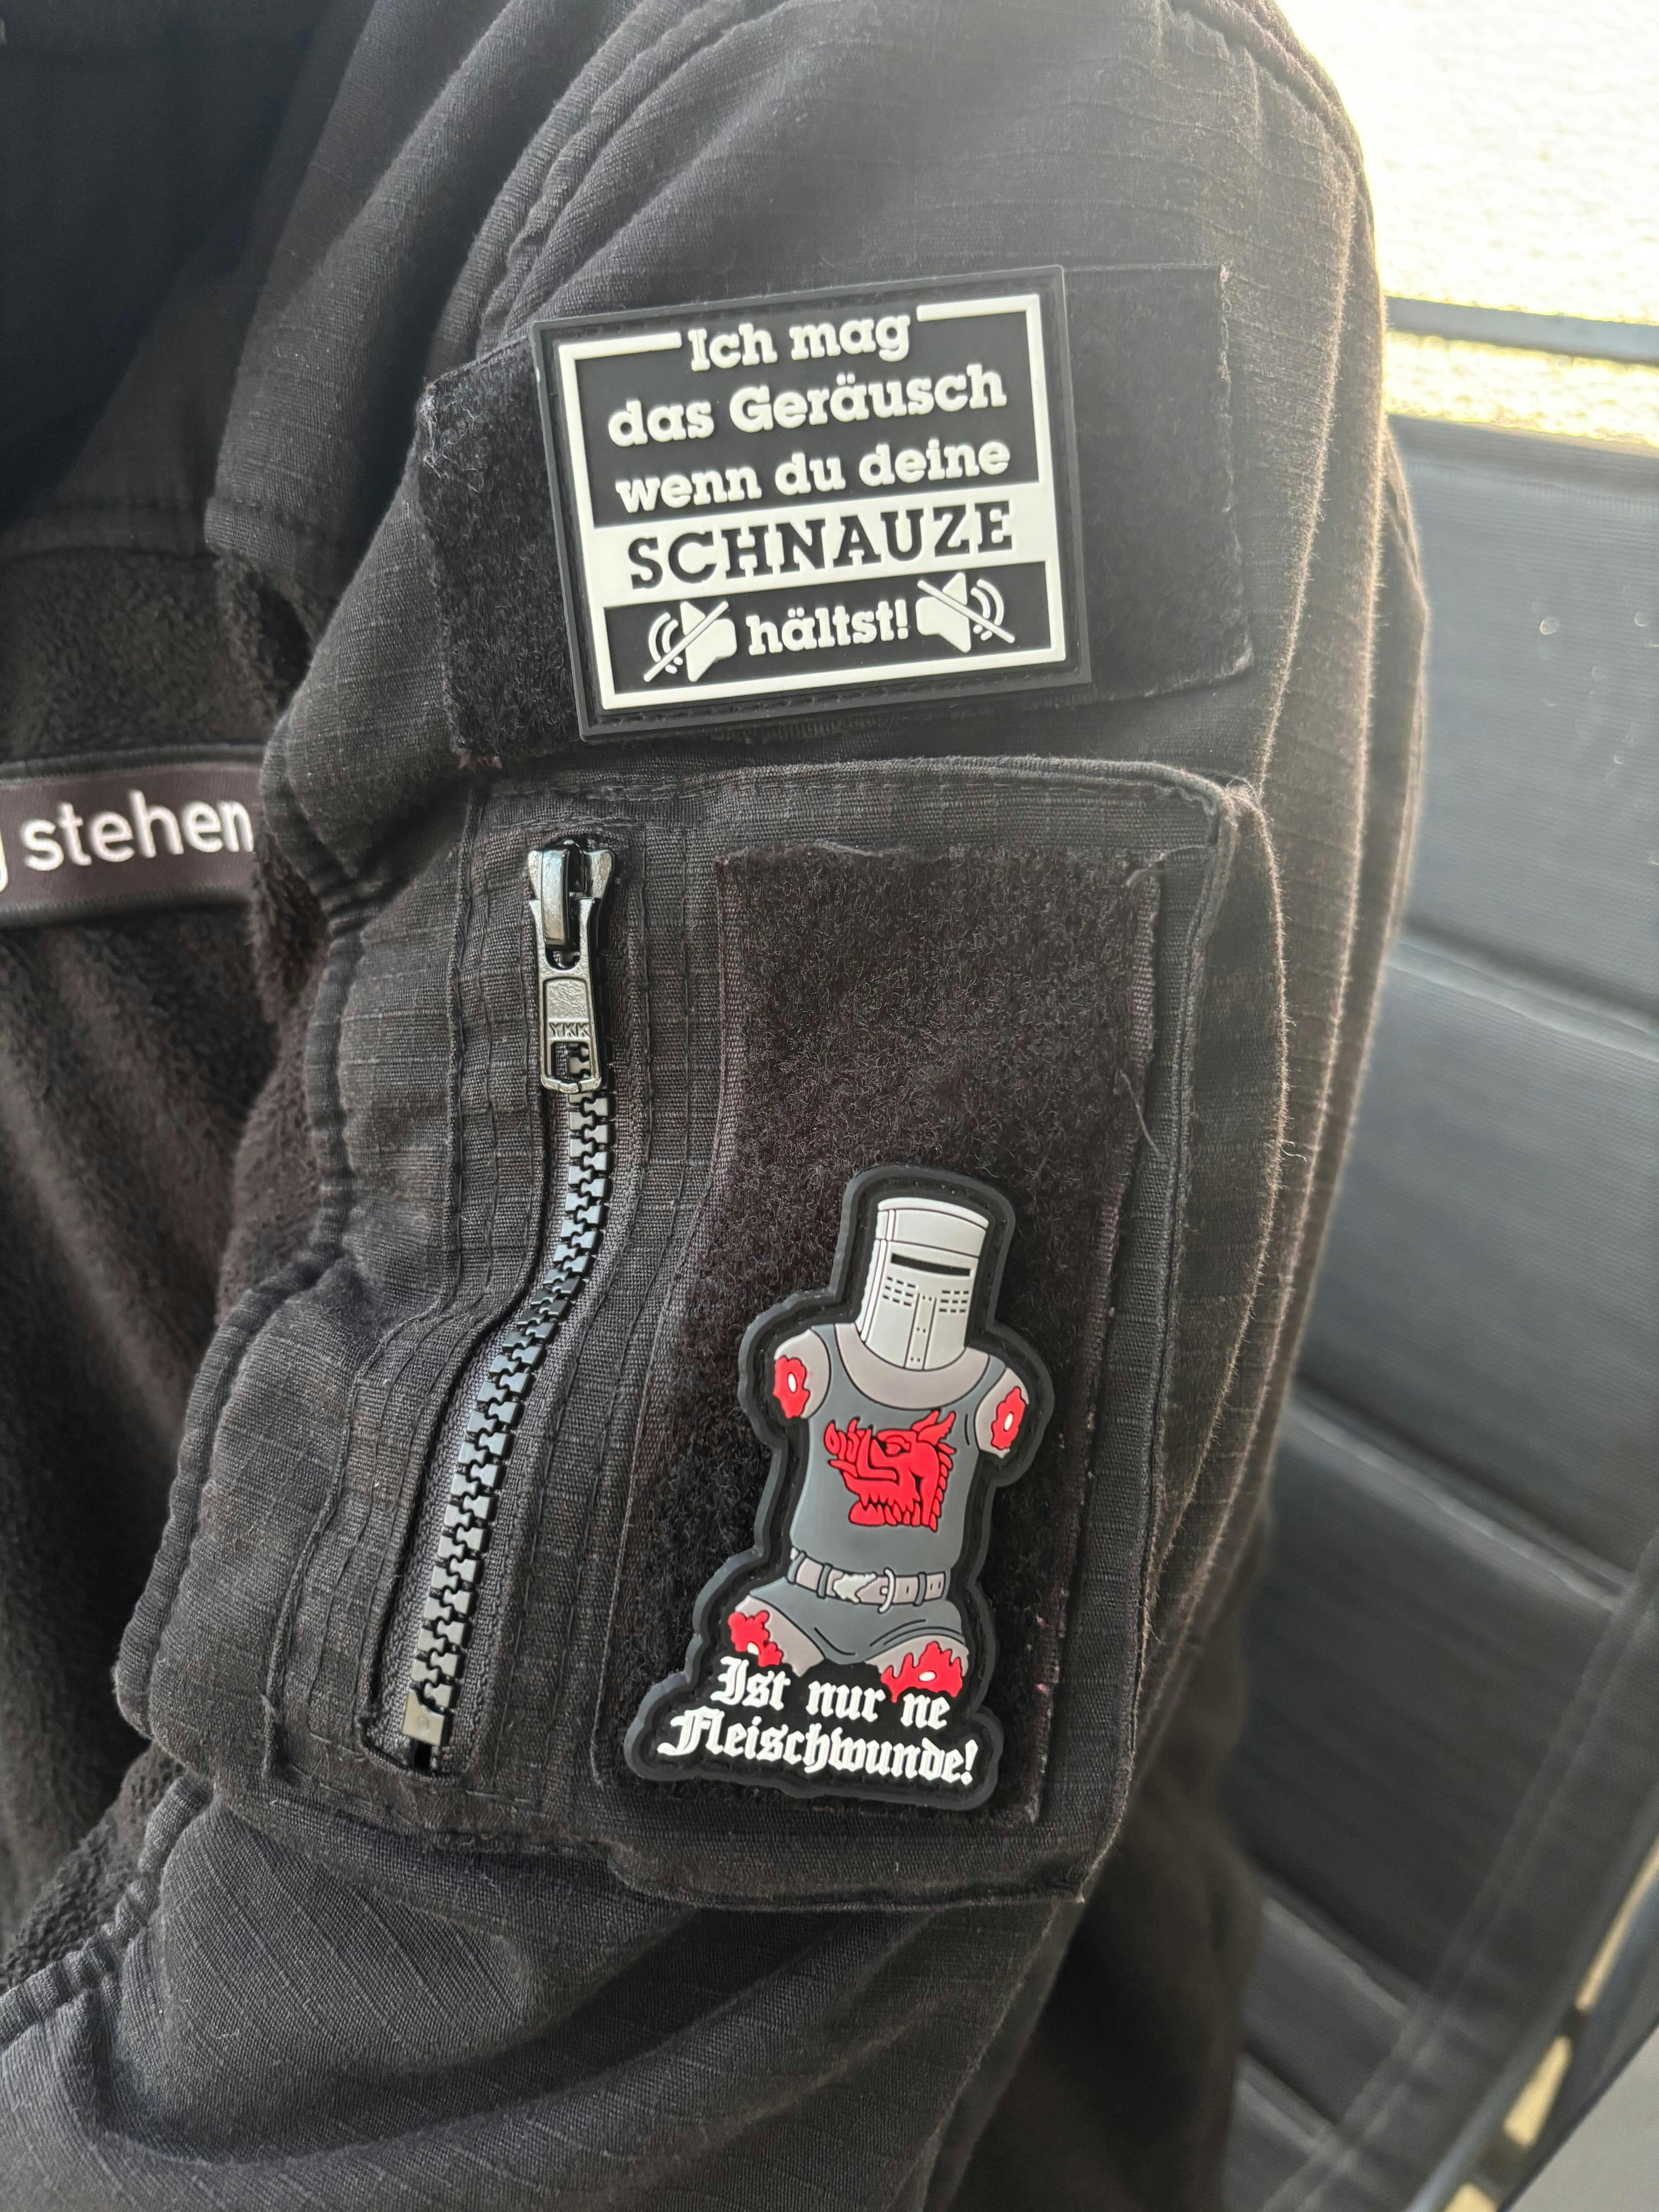 Ich mag
das Geräusch
wenn du deine
SCHNAUZE
hältst!
stehen
YKK
Ist nur ne
Fleischwunde!